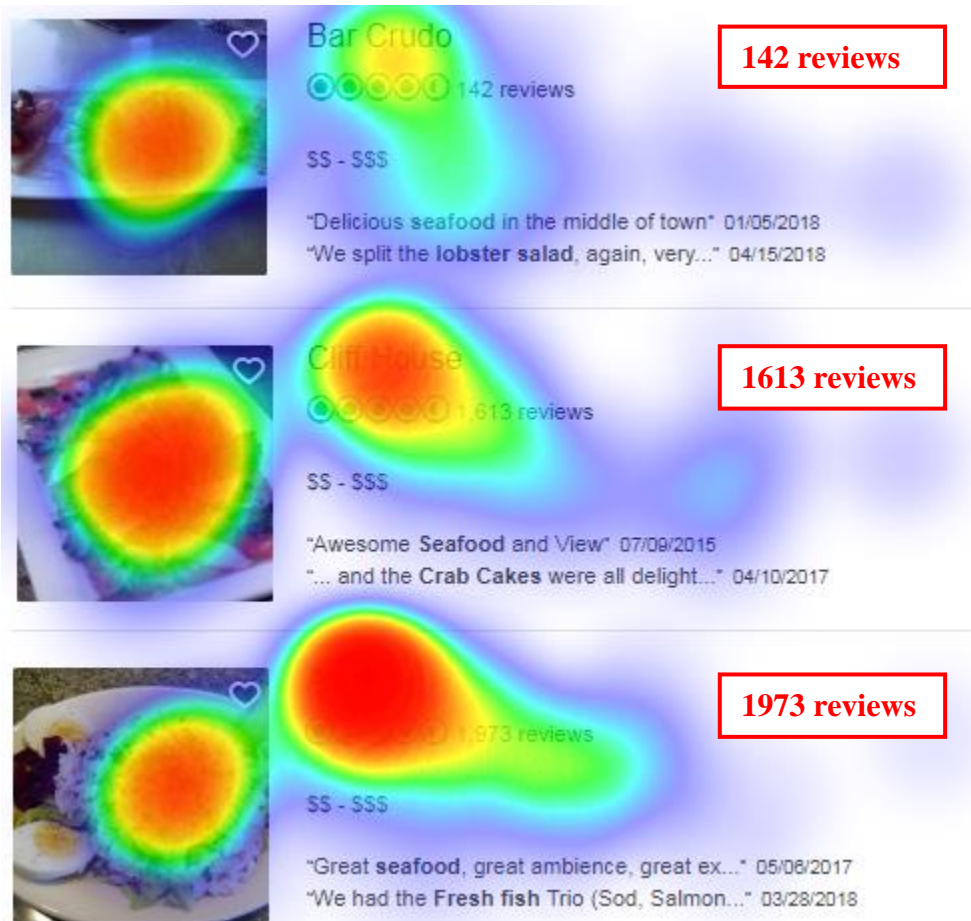 Bar Crudo
142 reviews
142 reviews
$$ - $$$
"Delicious seafood in the middle of town" 01/05/2018
"We split the lobster salad, again, very..." 04/15/2018
Cliff House
1613 reviews
1,613 reviews
$$ - $$$
"Awesome Seafood and View" 07/09/2015
"... and the Crab Cakes were all delight..." 04/10/2017
1973 reviews
1,973 reviews
$$ - $$$
"Great seafood, great ambience, great ex..." 05/06/2017
"We had the Fresh fish Trio (Sod, Salmon..." 03/28/2018